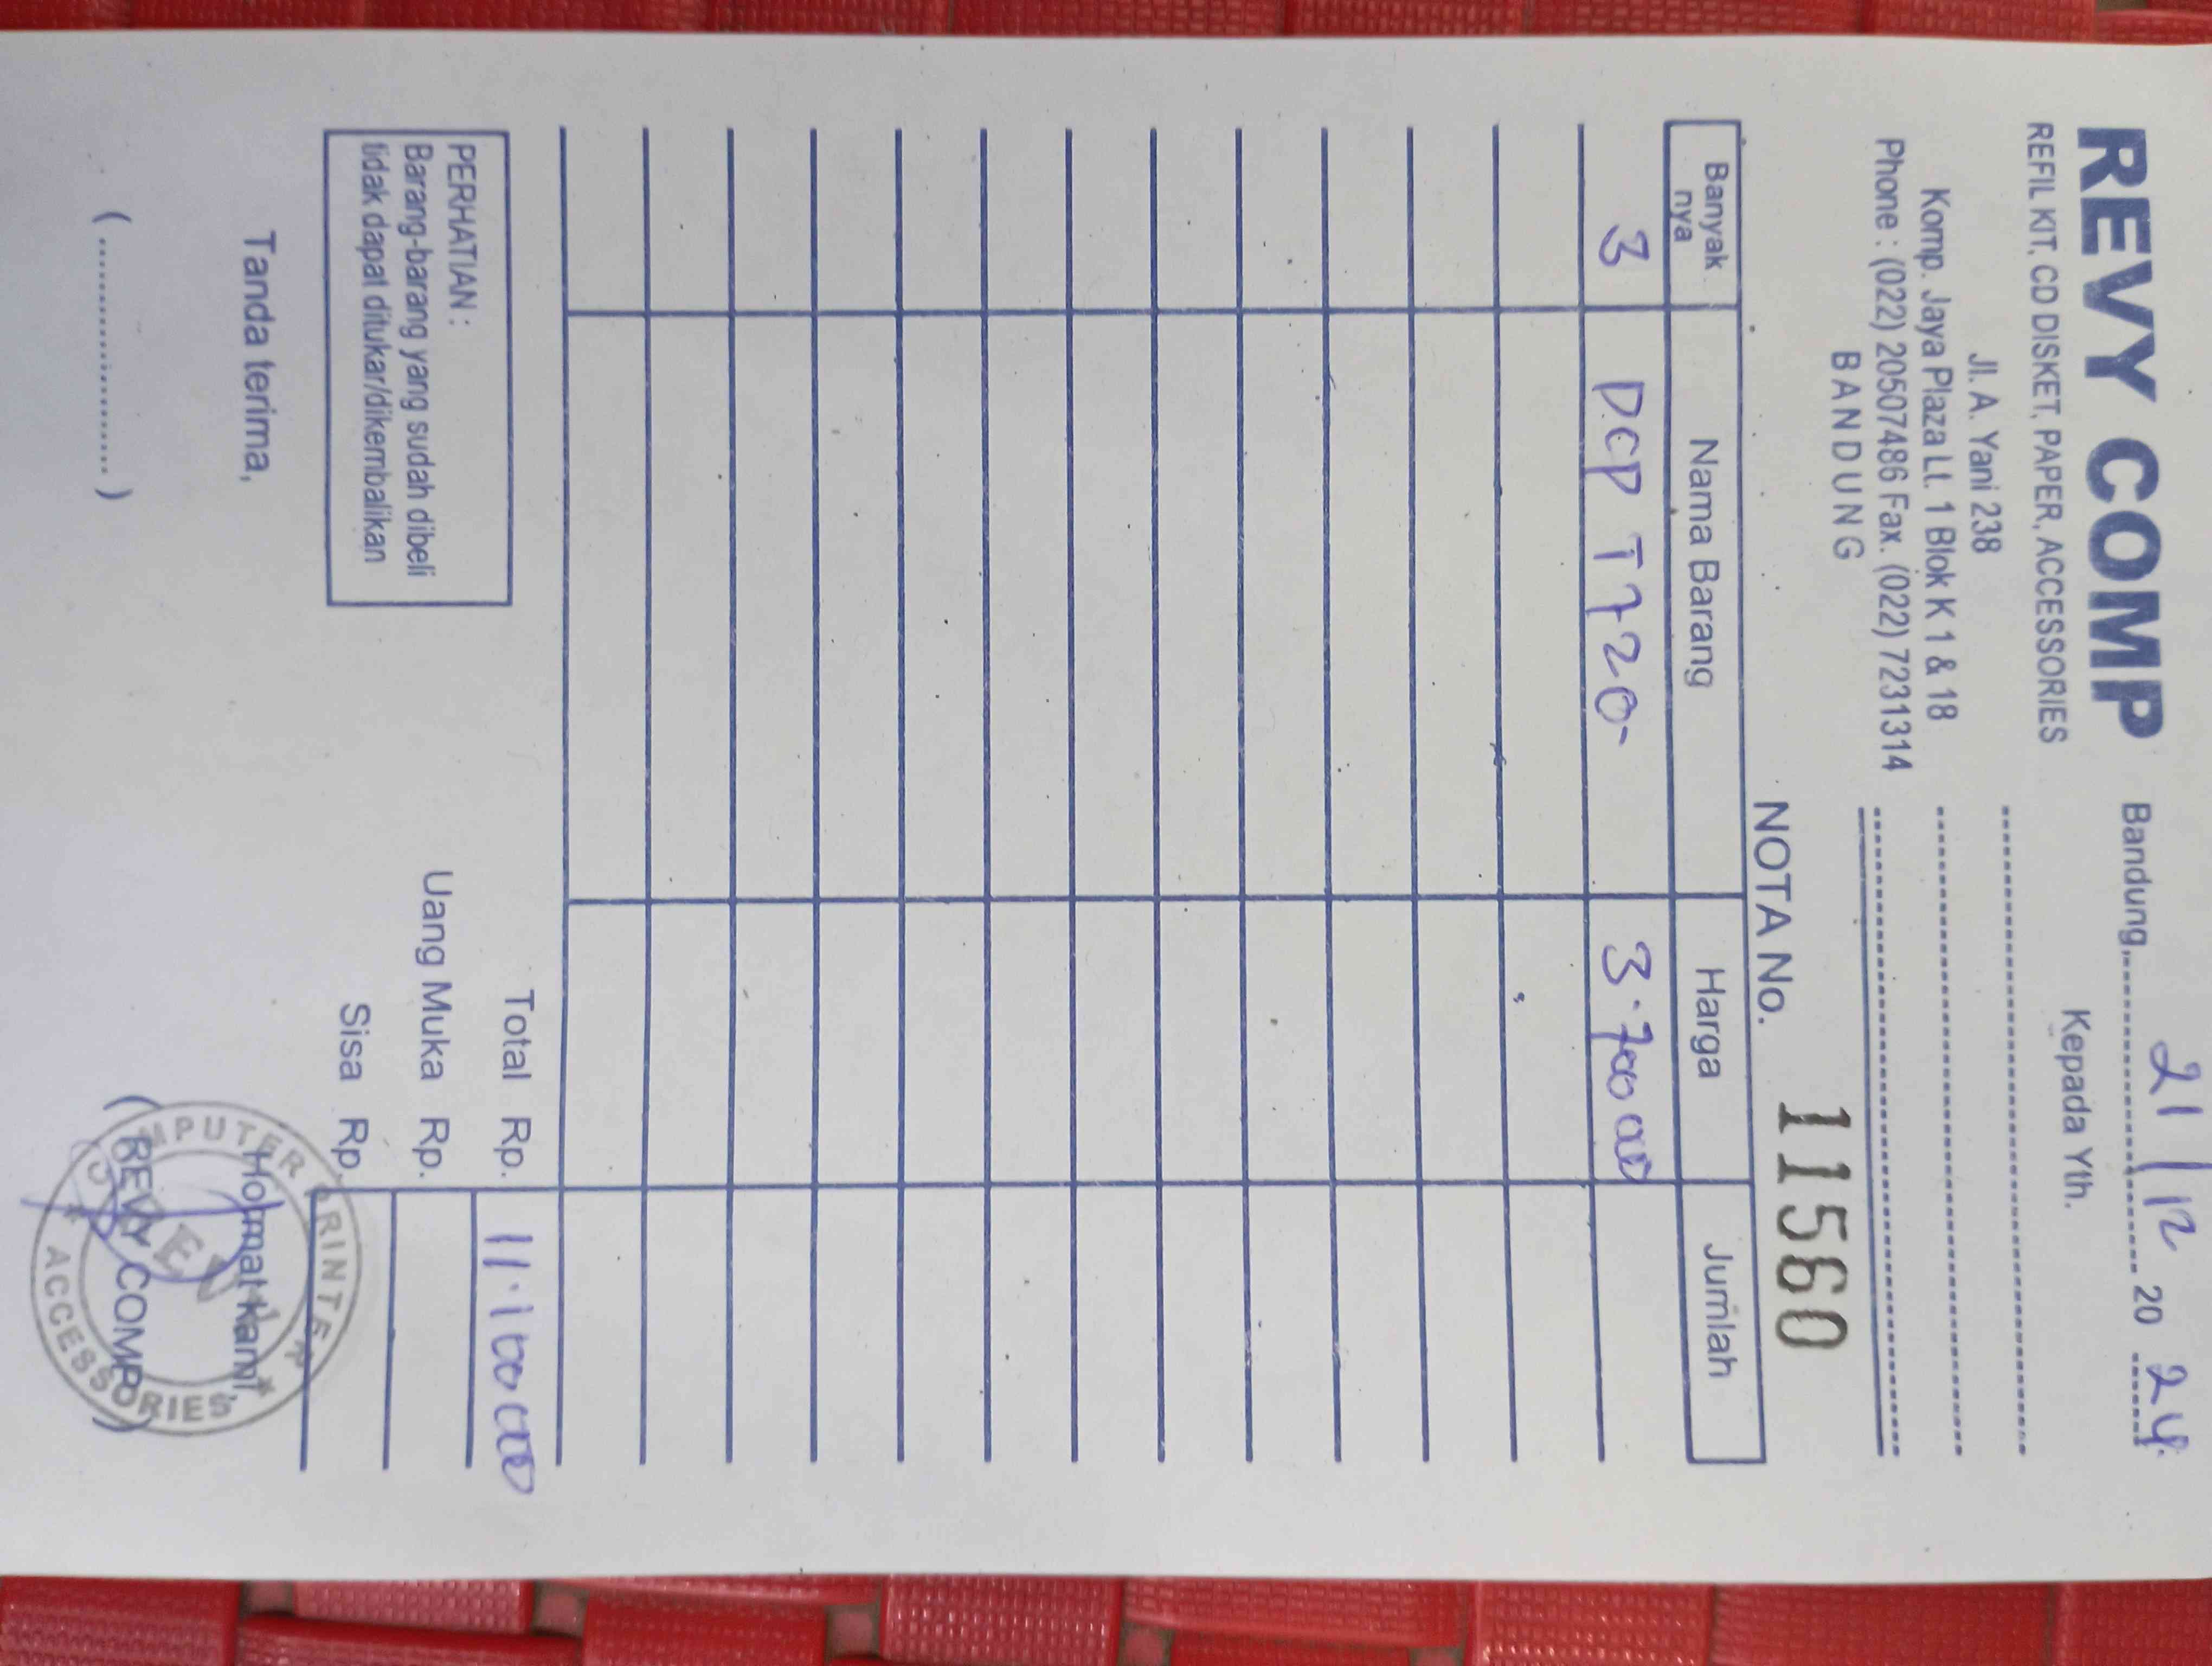 REVY COMP
REFIL KIT, CD DISKET, PAPER, ACCESSORIES
Jl. A. Yani 238
Komp. Jaya Plaza Lt. 1 Blok K 1 & 18
Phone : (022) 20507486 Fax. (022) 7231314
BANDUNG
Bandung, 21/12 20 24
Kepada Yth.
NOTA No. 11560
Banyak nya Nama Barang Harga Jumlah
3 DCP T720 3.700.000
Total Rp. 11.100.000
Uang Muka Rp.
Sisa Rp.
PERHATIAN :
Barang-barang yang sudah dibeli
tidak dapat ditukar/dikembalikan
Tanda terima,
(....................)
Hormat kami,
(REVY COMP)
COMPUTER PRINTER
ACCESSORIES